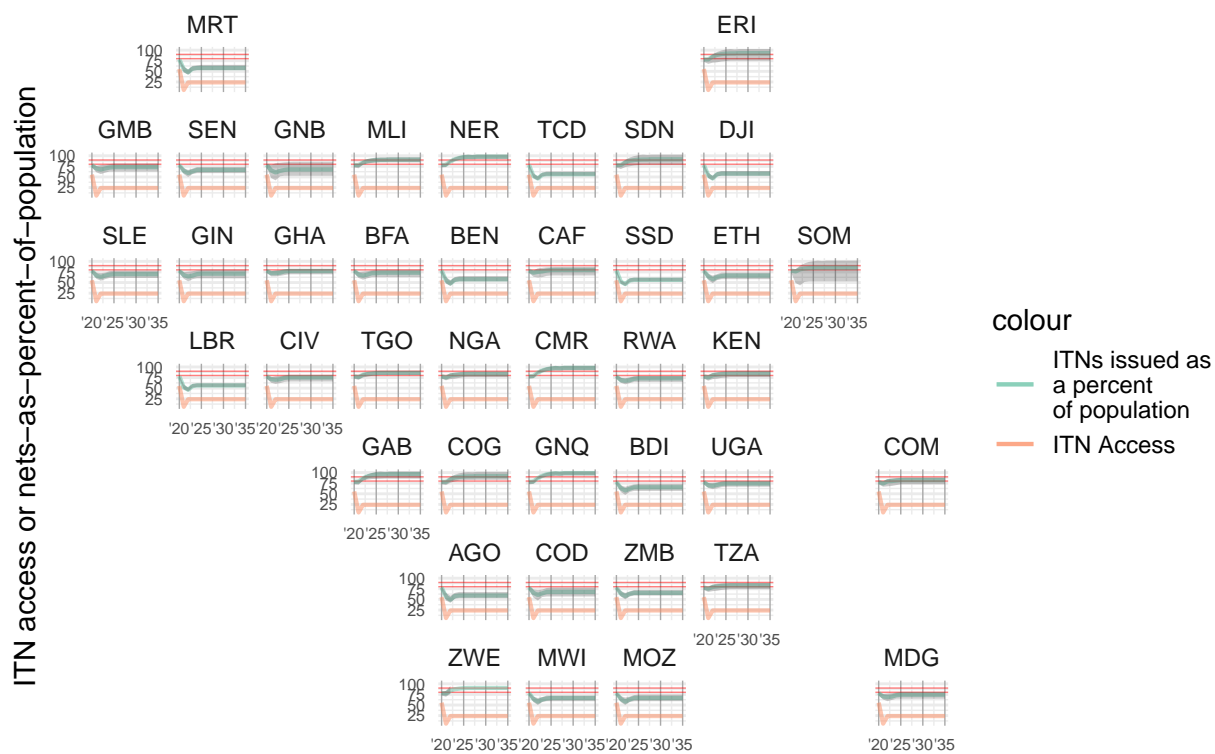 MRT ERI
100
75
50
25
GMB SEN GNB MLI NER TCD SDN DJI
100
75
50
25
SLE GIN GHA BFA BEN CAF SSD ETH SOM
100
75
50
25
'20'25'30'35 '20'25'30'35
LBR CIV TGO NGA CMR RWA KEN
100
75
50
25
'20'25'30'35'20'25'30'35
GAB COG GNQ BDI UGA COM
100
75
50
25
'20'25'30'35
AGO COD ZMB TZA
100
75
50
25
'20'25'30'35
ZWE MWI MOZ MDG
100
75
50
25
'20'25'30'35'20'25'30'35'20'25'30'35 '20'25'30'35
ITN access or nets−as−percent−of−population
colour
ITNs issued as
a percent
of population
ITN Access